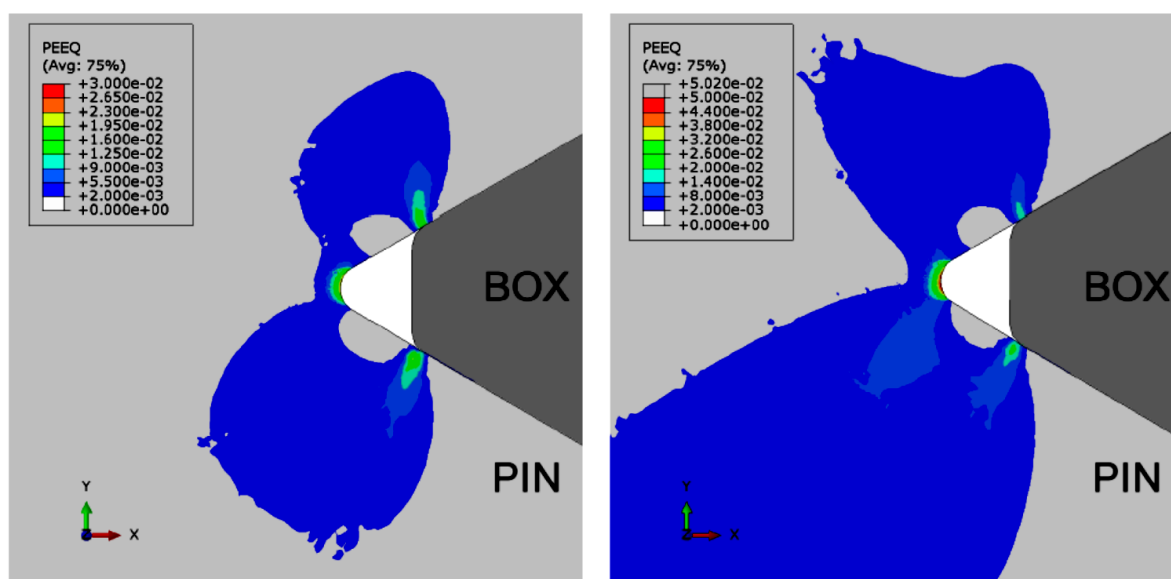 PEEQ
(Avg: 75%)
+3.000e-02
+2.650e-02
+2.300e-02
+1.950e-02
+1.600e-02
+1.250e-02
+9.000e-03
+5.500e-03
+2.000e-03
+0.000e+00
BOX
PIN
Y
Z
X
PEEQ
(Avg: 75%)
+5.020e-02
+5.000e-02
+4.400e-02
+3.800e-02
+3.200e-02
+2.600e-02
+1.400e-02
+8.000e-03
+2.000e-03
+0.000e+00
BOX
PIN
Y
Z
X